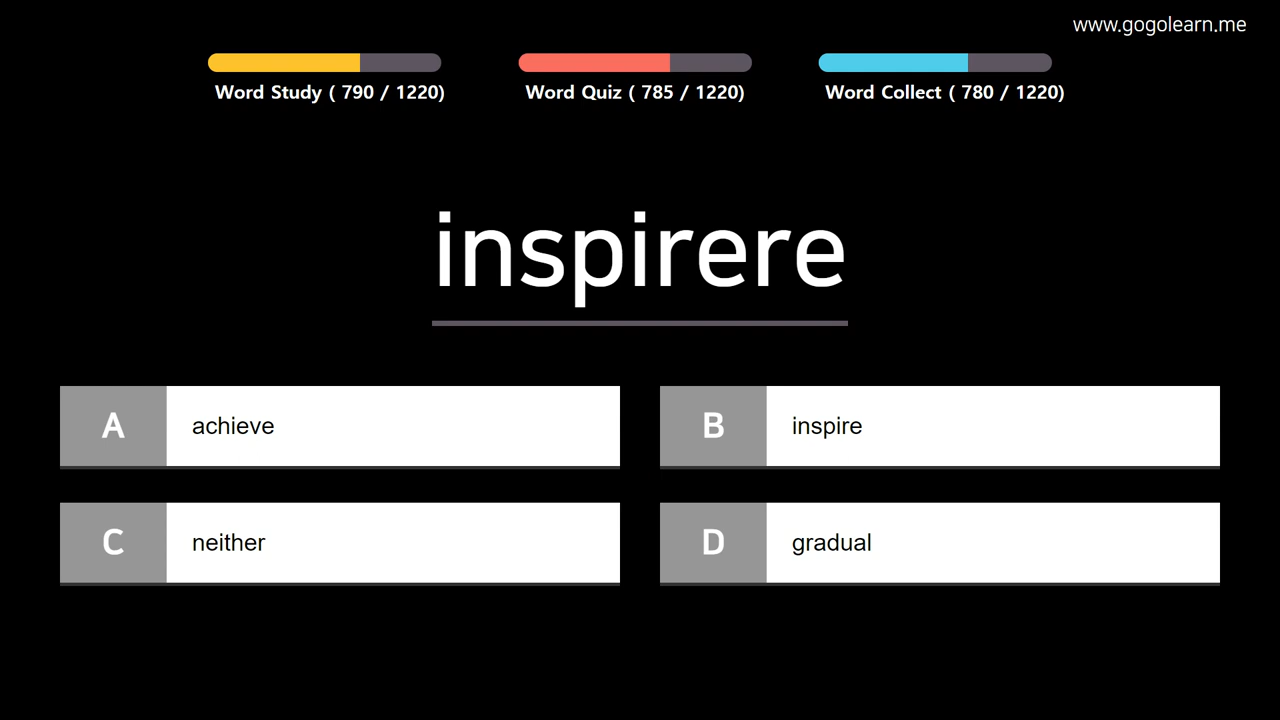 www.gogolearn.me
Word Study ( 790 / 1220)
Word Quiz ( 785 / 1220)
Word Collect ( 780 / 1220)
inspirere
A achieve
B inspire
C neither
D gradual